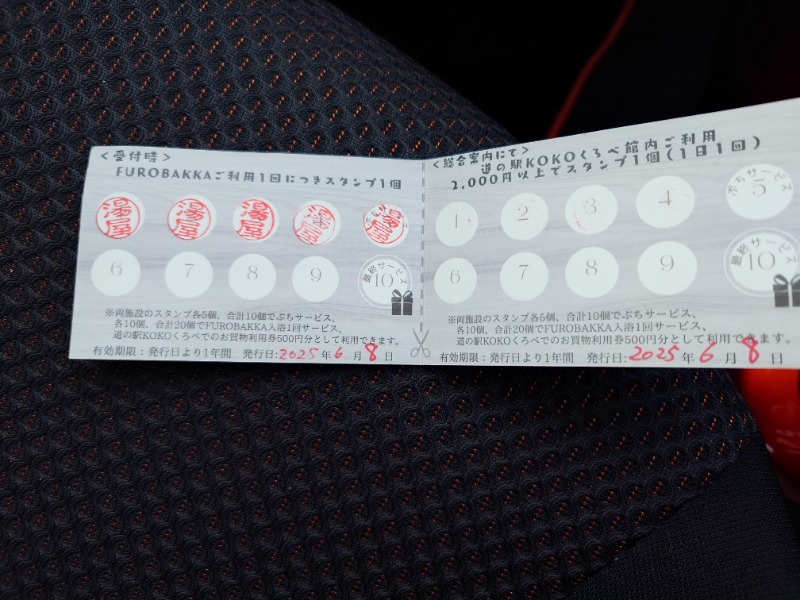 <受付時>
FUROBAKKAご利用1回につきスタンプ1個
湯屋 湯屋 湯屋 湯屋 湯屋
6 7 8 9 最終サービス 10
※両施設のスタンプ各5個、合計10個でぷちサービス、
各10個、合計20個でFUROBAKKA入浴1回サービス、
道の駅KOKOくろべでのお買物利用券500円分として利用できます。
有効期限：発行日より1年間 発行日:2025年6月8日
<総合案内にて>
道の駅KOKOくろべ館内ご利用
2,000円以上でスタンプ1個(1日1回)
1 2 3 4 ぷちサービス 5
6 7 8 9 最終サービス 10
※両施設のスタンプ各5個、合計10個でぷちサービス、
各10個、合計20個でFUROBAKKA入浴1回サービス、
道の駅KOKOくろべでのお買物利用券500円分として利用できます。
有効期限：発行日より1年間 発行日:2025年6月8日